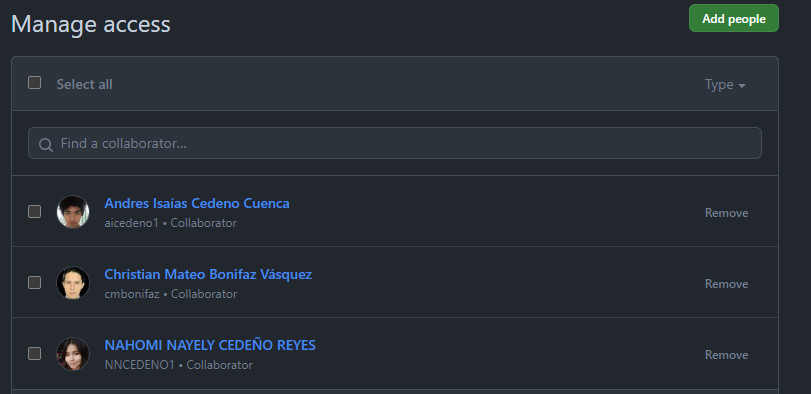 Manage access
Add people
Select all
Type
Find a collaborator...
Andres Isaías Cedeno Cuenca
aicedeno1 • Collaborator
Remove
Christian Mateo Bonifaz Vásquez
cmbonifaz • Collaborator
Remove
NAHOMI NAYELY CEDEÑO REYES
NNCEDENO1 • Collaborator
Remove